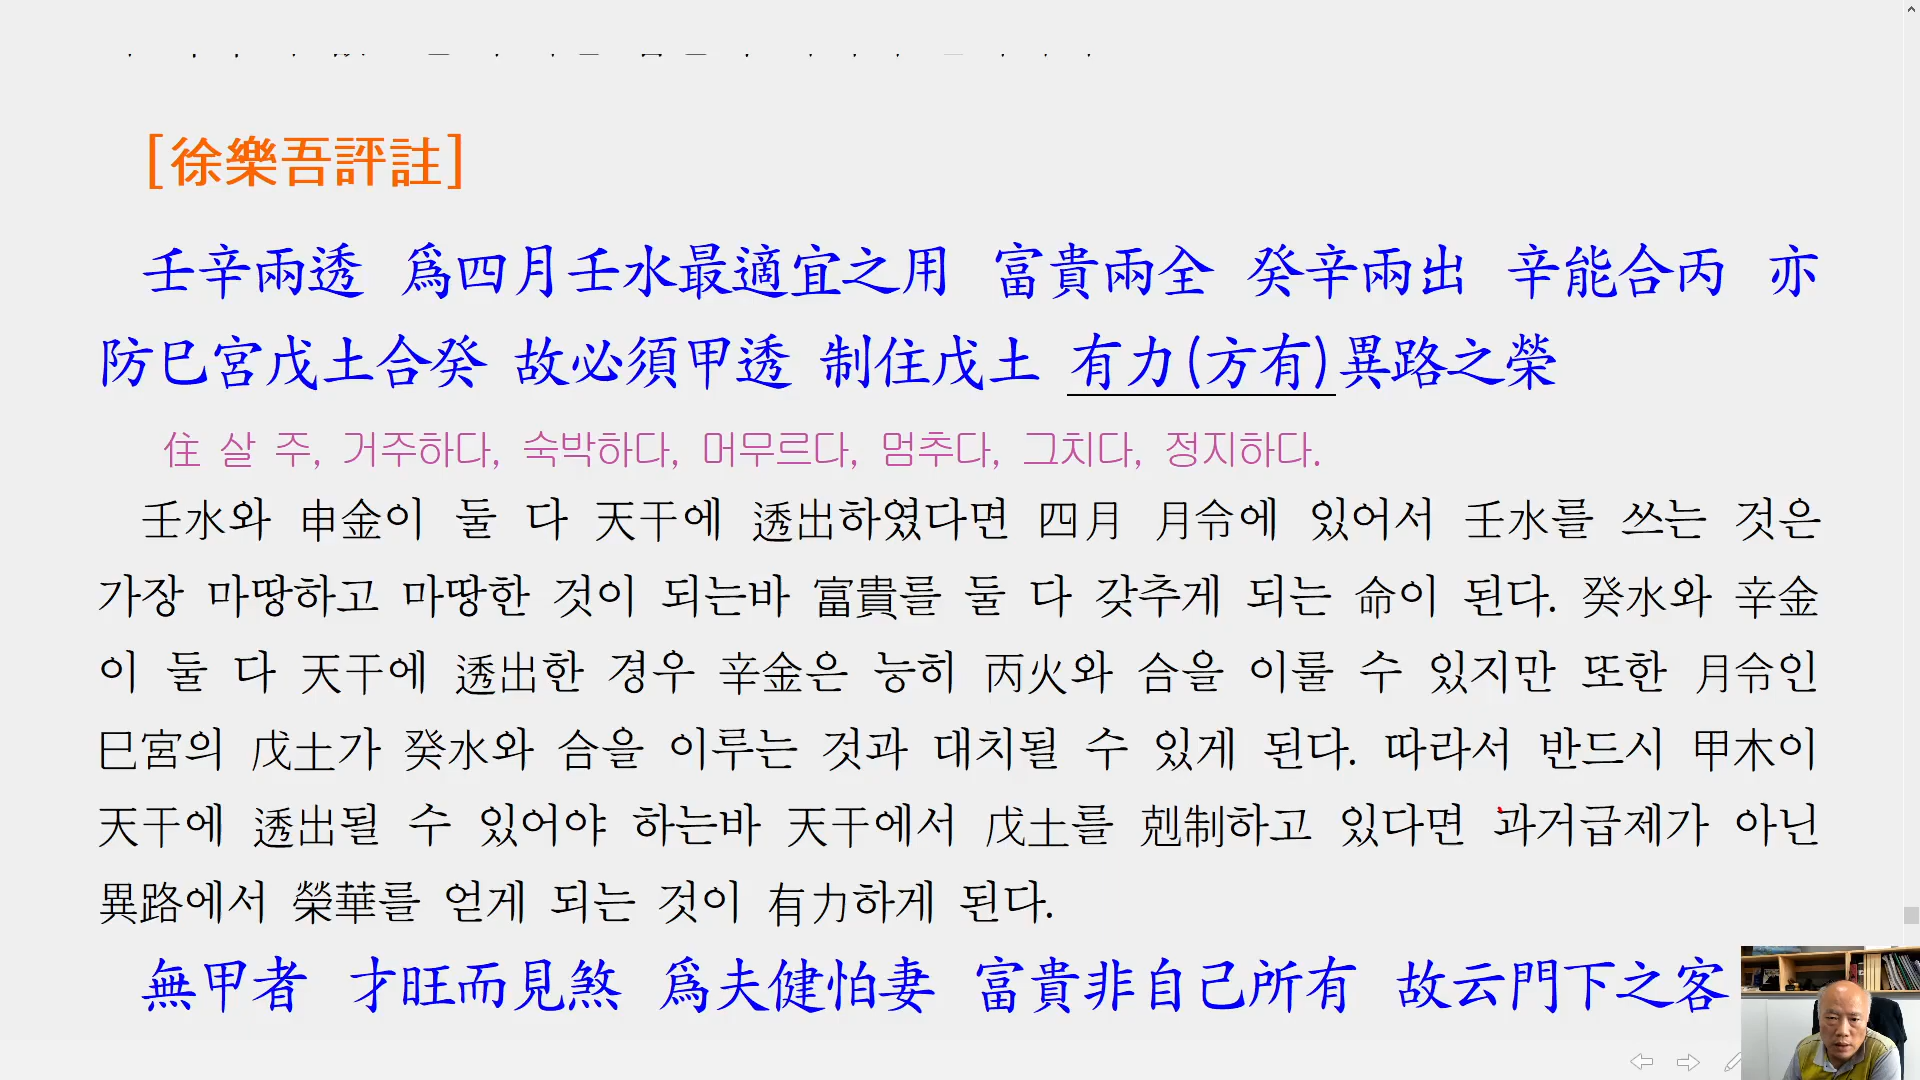 [徐樂吾評註]
壬辛兩透 爲四月壬水最適宜之用 富貴兩全 癸辛兩出 辛能合丙 亦
防巳宮戊土合癸 故必須甲透 制住戊土 有力(方有)異路之榮
住 살 주, 거주하다, 숙박하다, 머무르다, 멈추다, 그치다, 정지하다.
壬水와 申金이 둘 다 天干에 透出하였다면 四月 月令에 있어서 壬水를 쓰는 것은
가장 마땅하고 마땅한 것이 되는바 富貴를 둘 다 갖추게 되는 命이 된다. 癸水와 辛金
이 둘 다 天干에 透出한 경우 辛金은 능히 丙火와 合을 이룰 수 있지만 또한 月令인
巳宮의 戊土가 癸水와 合을 이루는 것과 대치될 수 있게 된다. 따라서 반드시 甲木이
天干에 透出될 수 있어야 하는바 天干에서 戊土를 剋制하고 있다면 과거급제가 아닌
異路에서 榮華를 얻게 되는 것이 有力하게 된다.
無甲者 才旺而見煞 爲夫健怕妻 富貴非自己所有 故云門下之客